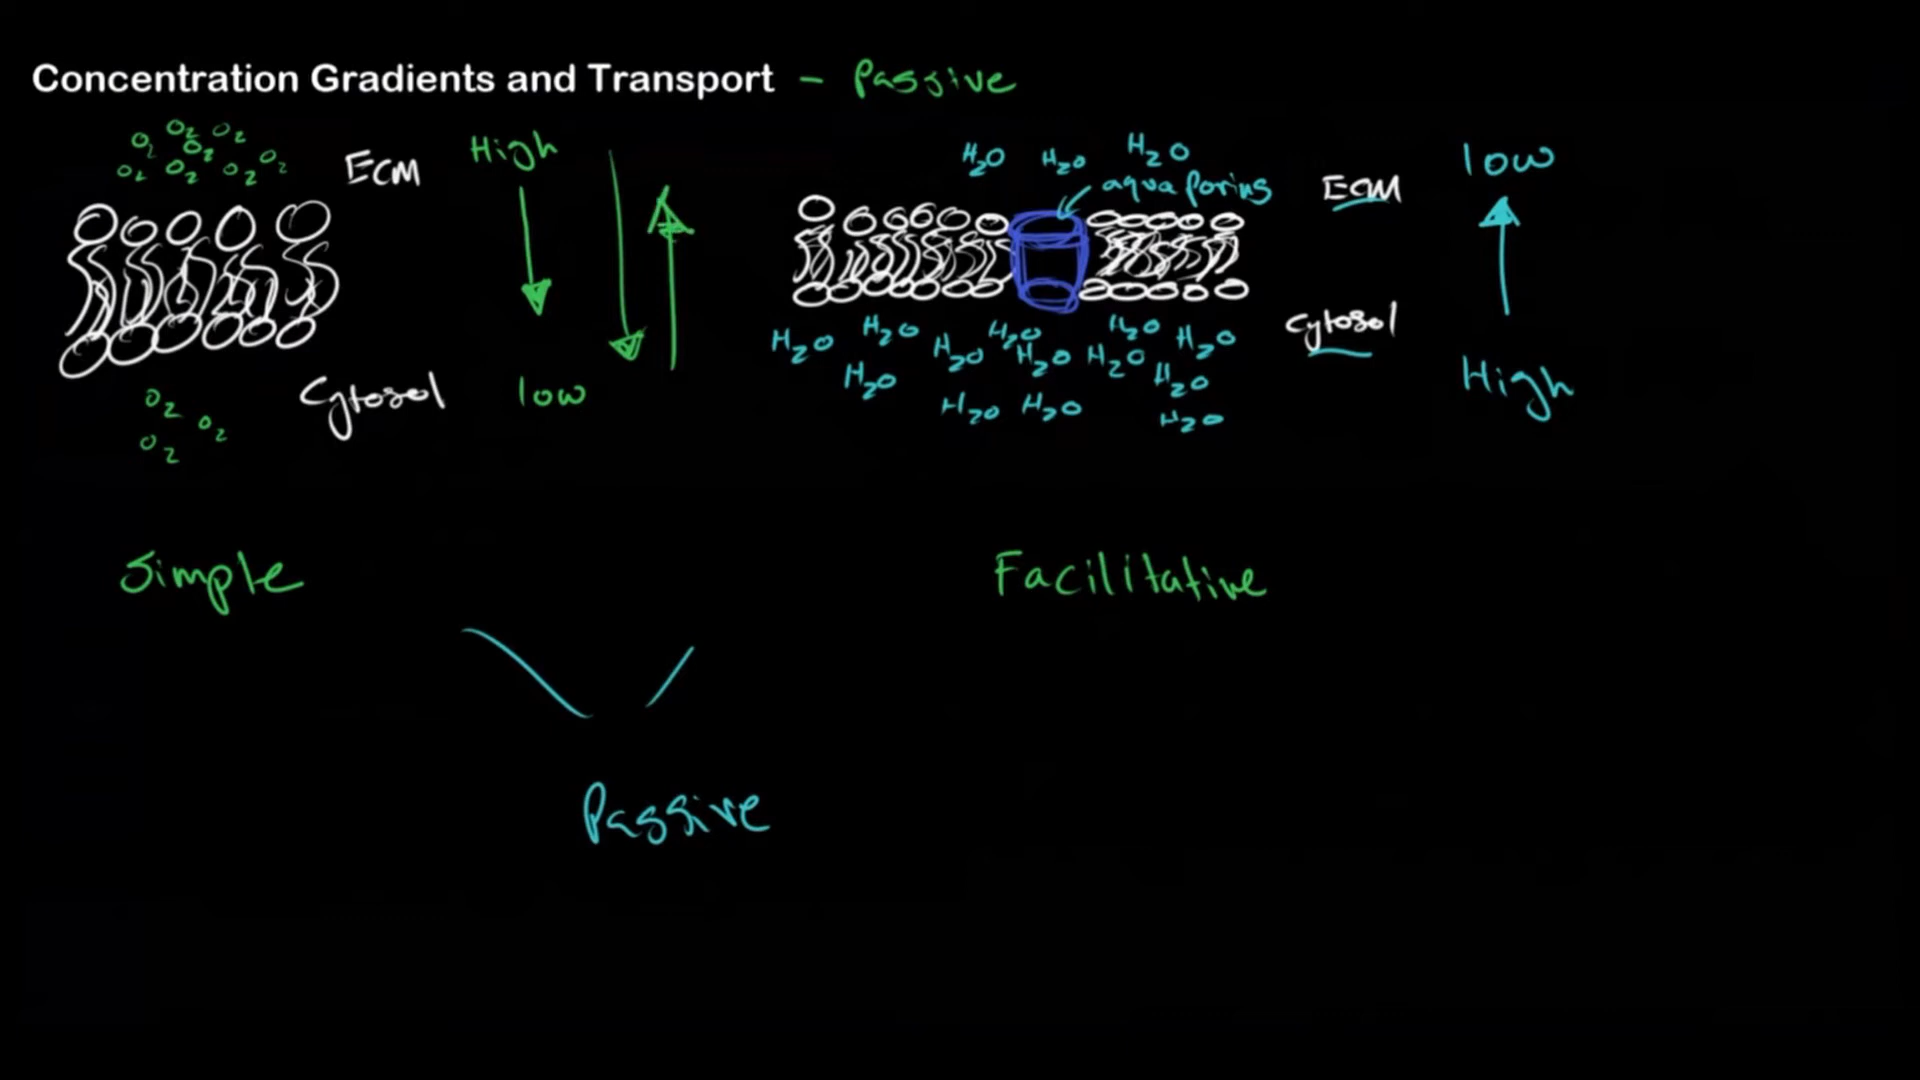 Concentration Gradients and Transport - Passive
O2 O2 O2
O2
O2 O2 O2 O2
ECM
High
Cytosol
low
O2
O2
O2
H2O H2O H2O
aquaporins
ECM
low
Cytosol
High
H2O H2O H2O H2O H2O H2O
H2O H2O
H2O H2O
H2O H2O H2O
Simple
Facilitative
Passive